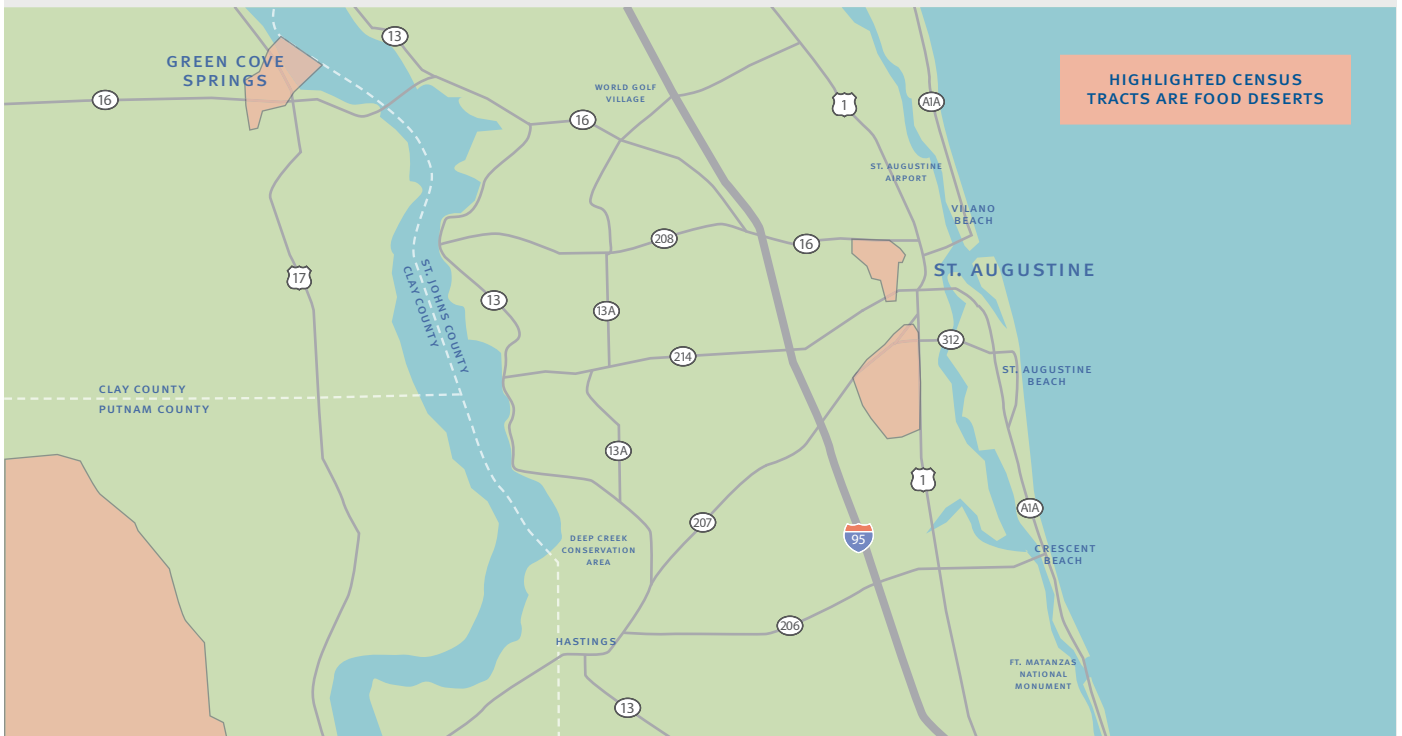 13
GREEN COVE
SPRINGS
16
WORLD GOLF
VILLAGE
16
1
A1A
HIGHLIGHTED CENSUS
TRACTS ARE FOOD DESERTS
ST. AUGUSTINE
AIRPORT
VILANO
BEACH
208
16
ST. AUGUSTINE
17
ST. JOHNS COUNTY
CLAY COUNTY
13
13A
214
312
ST. AUGUSTINE
BEACH
CLAY COUNTY
PUTNAM COUNTY
13A
1
A1A
207
95
DEEP CREEK
CONSERVATION
AREA
CRESCENT
BEACH
206
HASTINGS
FT. MATANZAS
NATIONAL
MONUMENT
13